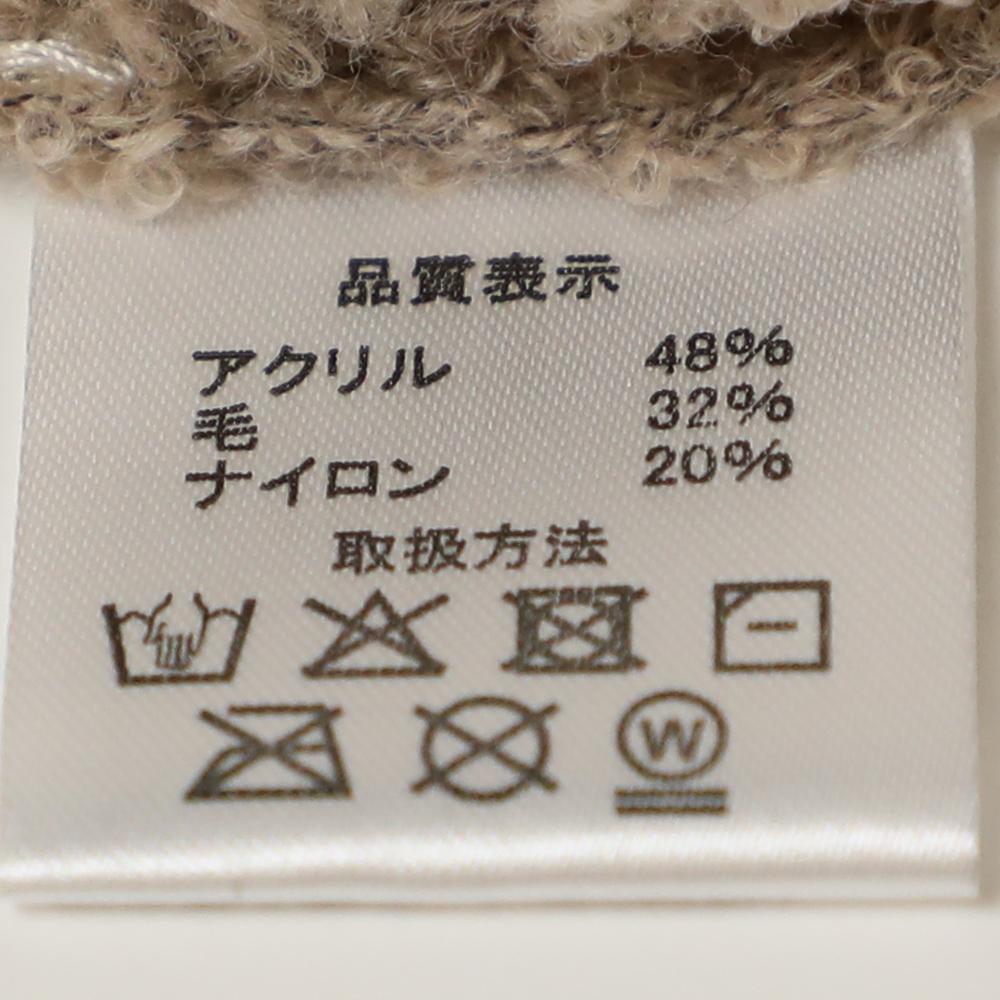 品質表示
アクリル 48%
毛 32%
ナイロン 20%
取扱方法
W